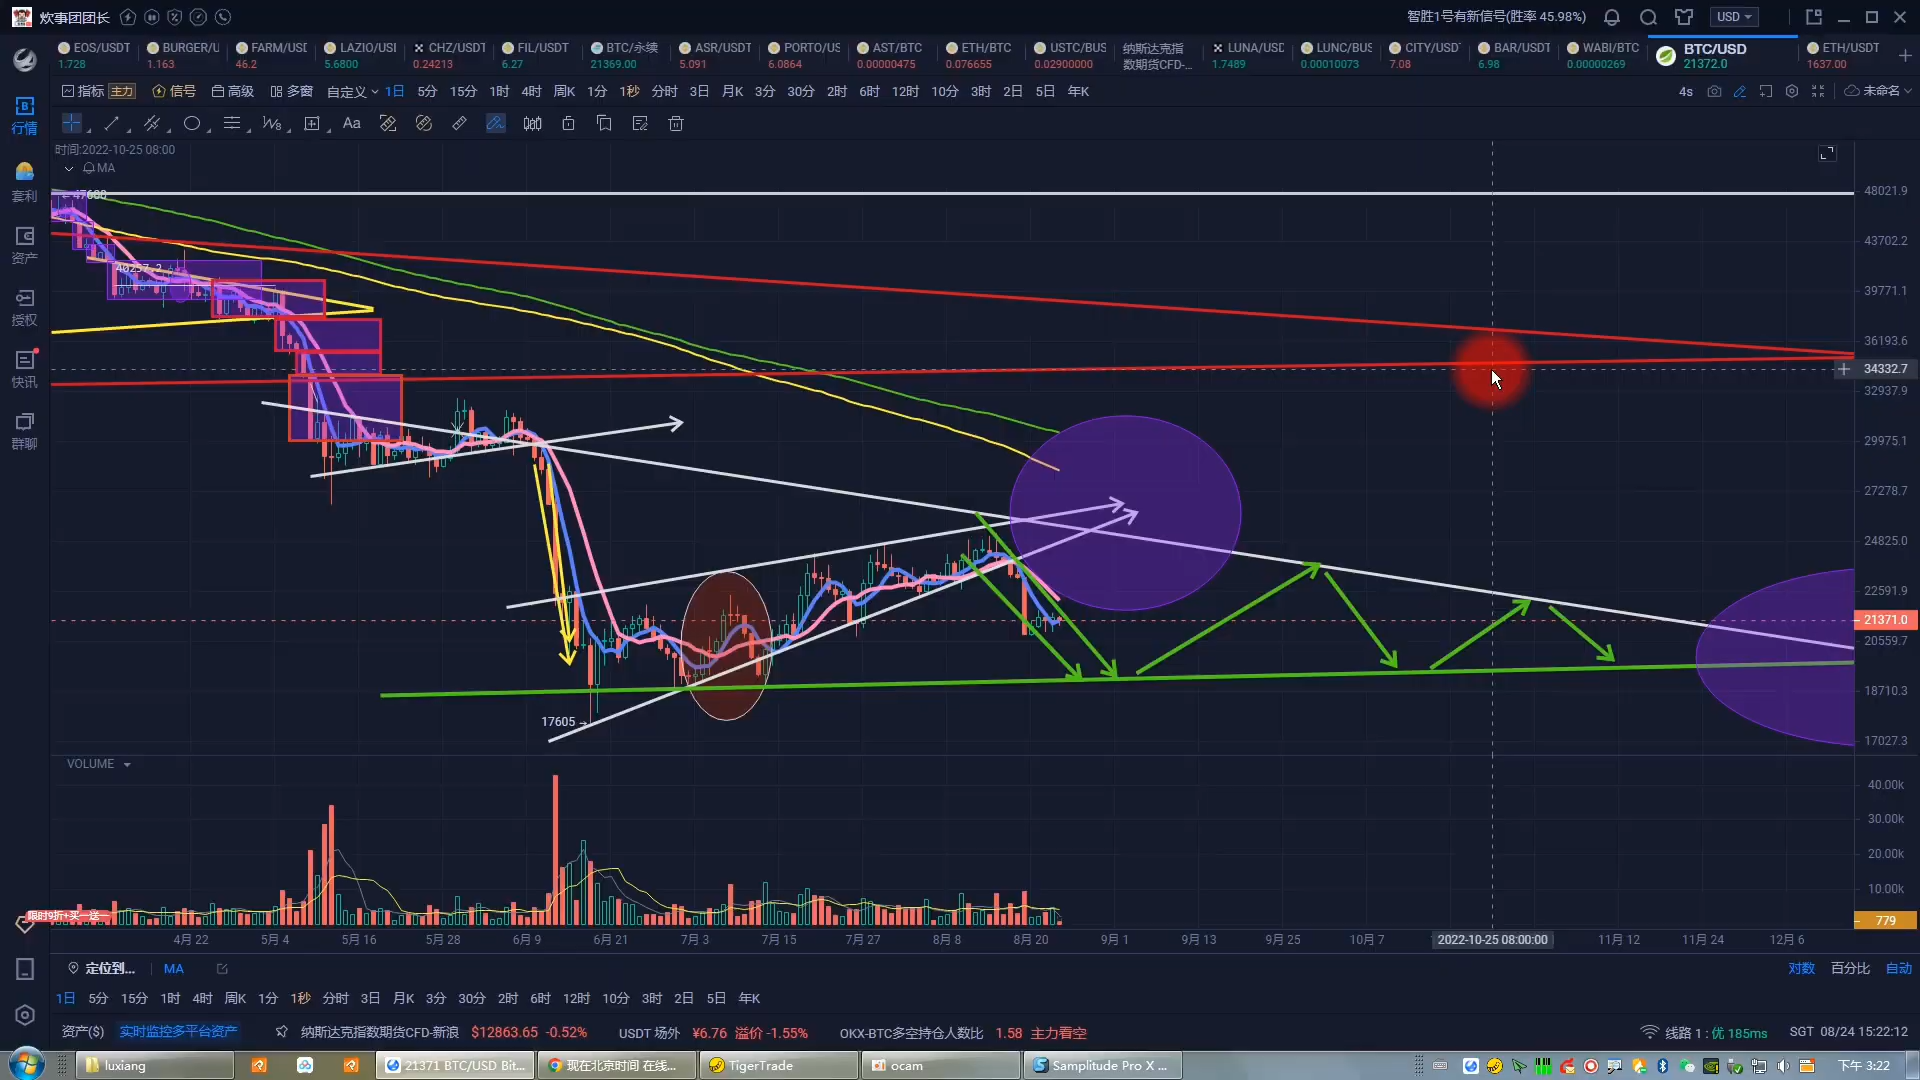 炊事团团长
智胜1号有新信号(胜率 45.98%)
USD
EOS/USDT BURGER/U FARM/USD LAZIO/USI CHZ/USDT FIL/USDT BTC/永续 ASR/USDT PORTO/US AST/BTC ETH/BTC USTC/BUS 纳斯达克指 LUNA/USD LUNC/BUS CITY/USD BAR/USDT WABI/BTC BTC/USD ETH/USDT
1.728 1.163 46.2 5.6800 0.24213 6.27 21369.00 5.091 6.0864 0.00000475 0.076655 0.02900000 数期货CFD-... 1.7489 0.00010073 7.08 6.98 0.00000269 21372.0 1637.00
指标 主力 信号 高级 多窗 自定义 1日 5分 15分 1时 4时 周K 1分 1秒 分时 3日 月K 3分 30分 2时 6时 12时 10分 3时 2日 5日 年K 4s 未命名
Aa
行情
套利
资产
授权
快讯
群聊
限时9折+买一送一
时间:2022-10-25 08:00
MA
47688
17605
48021.9
43702.2
39771.1
36193.6
34332.7
32937.9
29975.1
27278.7
24825.0
22591.9
21371.0
20559.7
18710.3
17027.3
VOLUME
40.00k
30.00k
20.00k
10.00k
779
4月 22 5月 4 5月 16 5月 28 6月 9 6月 21 7月 3 7月 15 7月 27 8月 8 8月 20 9月 1 9月 13 9月 25 10月 7 2022-10-25 08:00:00 11月 12 11月 24 12月 6
定位到... MA 对数 百分比 自动
1日 5分 15分 1时 4时 周K 1分 1秒 分时 3日 月K 3分 30分 2时 6时 12时 10分 3时 2日 5日 年K
资产($) 实时监控多平台资产 纳斯达克指数期货CFD-新浪 $12863.65 -0.52% USDT 场外 ¥6.76 溢价 -1.55% OKX-BTC多空持仓人数比 1.58 主力看空 线路 1 : 优 185ms SGT 08/24 15:22:12
luxiang 21371 BTC/USD Bit... 现在北京时间 在线... TigerTrade ocam Samplitude Pro X ... 下午 3:22